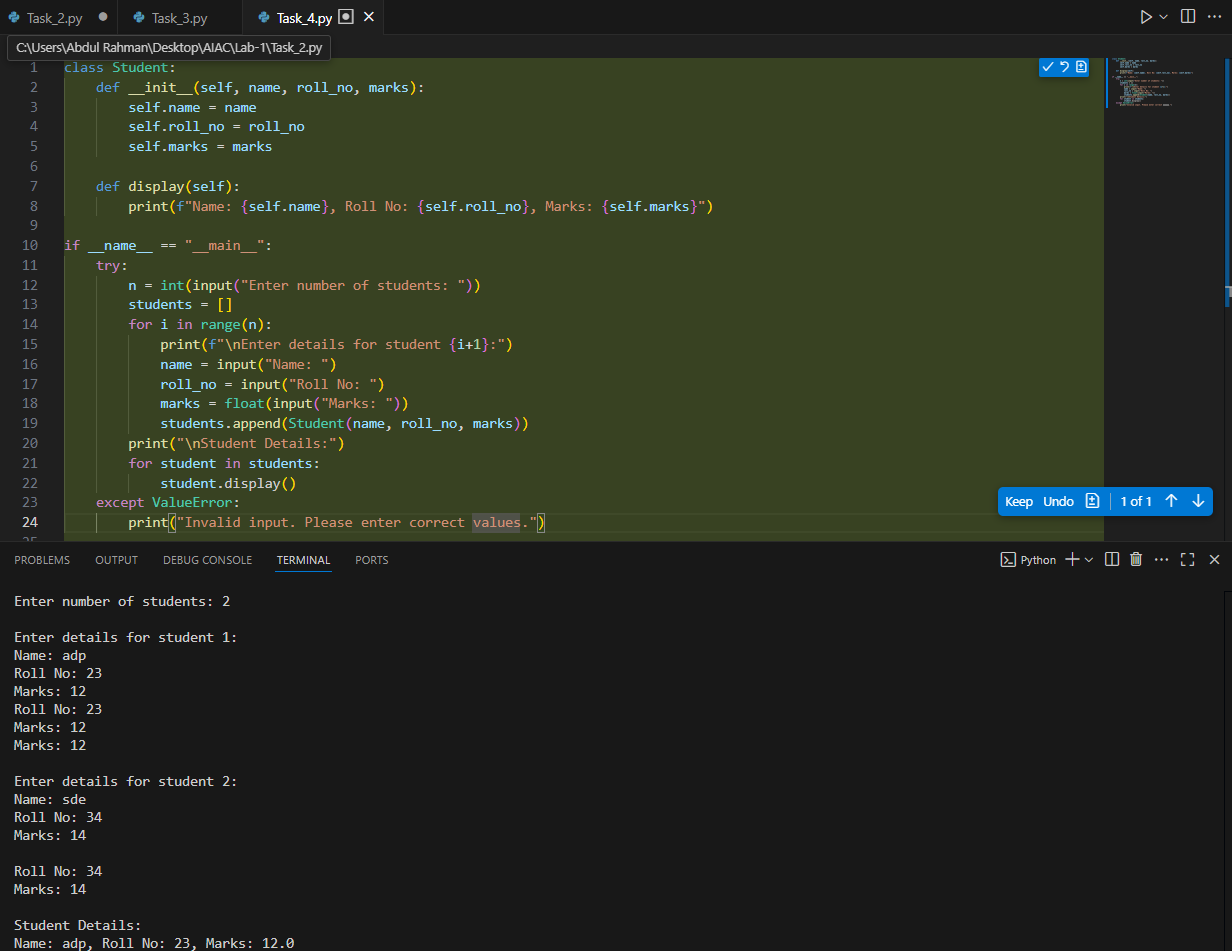 Task_2.py
Task_3.py
Task_4.py
C:\Users\Abdul Rahman\Desktop\AIAC\Lab-1\Task_2.py
1 class Student:
2     def __init__(self, name, roll_no, marks):
3         self.name = name
4         self.roll_no = roll_no
5         self.marks = marks
6
7     def display(self):
8         print(f"Name: {self.name}, Roll No: {self.roll_no}, Marks: {self.marks}")
9
10 if __name__ == "__main__":
11     try:
12         n = int(input("Enter number of students: "))
13         students = []
14         for i in range(n):
15             print(f"\nEnter details for student {i+1}:")
16             name = input("Name: ")
17             roll_no = input("Roll No: ")
18             marks = float(input("Marks: "))
19             students.append(Student(name, roll_no, marks))
20         print("\nStudent Details:")
21         for student in students:
22             student.display()
23     except ValueError:
24         print("Invalid input. Please enter correct values.")
25
Keep Undo 1 of 1
PROBLEMS OUTPUT DEBUG CONSOLE TERMINAL PORTS
Python
Enter number of students: 2
Enter details for student 1:
Name: adp
Roll No: 23
Marks: 12
Roll No: 23
Marks: 12
Marks: 12
Enter details for student 2:
Name: sde
Roll No: 34
Marks: 14
Roll No: 34
Marks: 14
Student Details:
Name: adp, Roll No: 23, Marks: 12.0